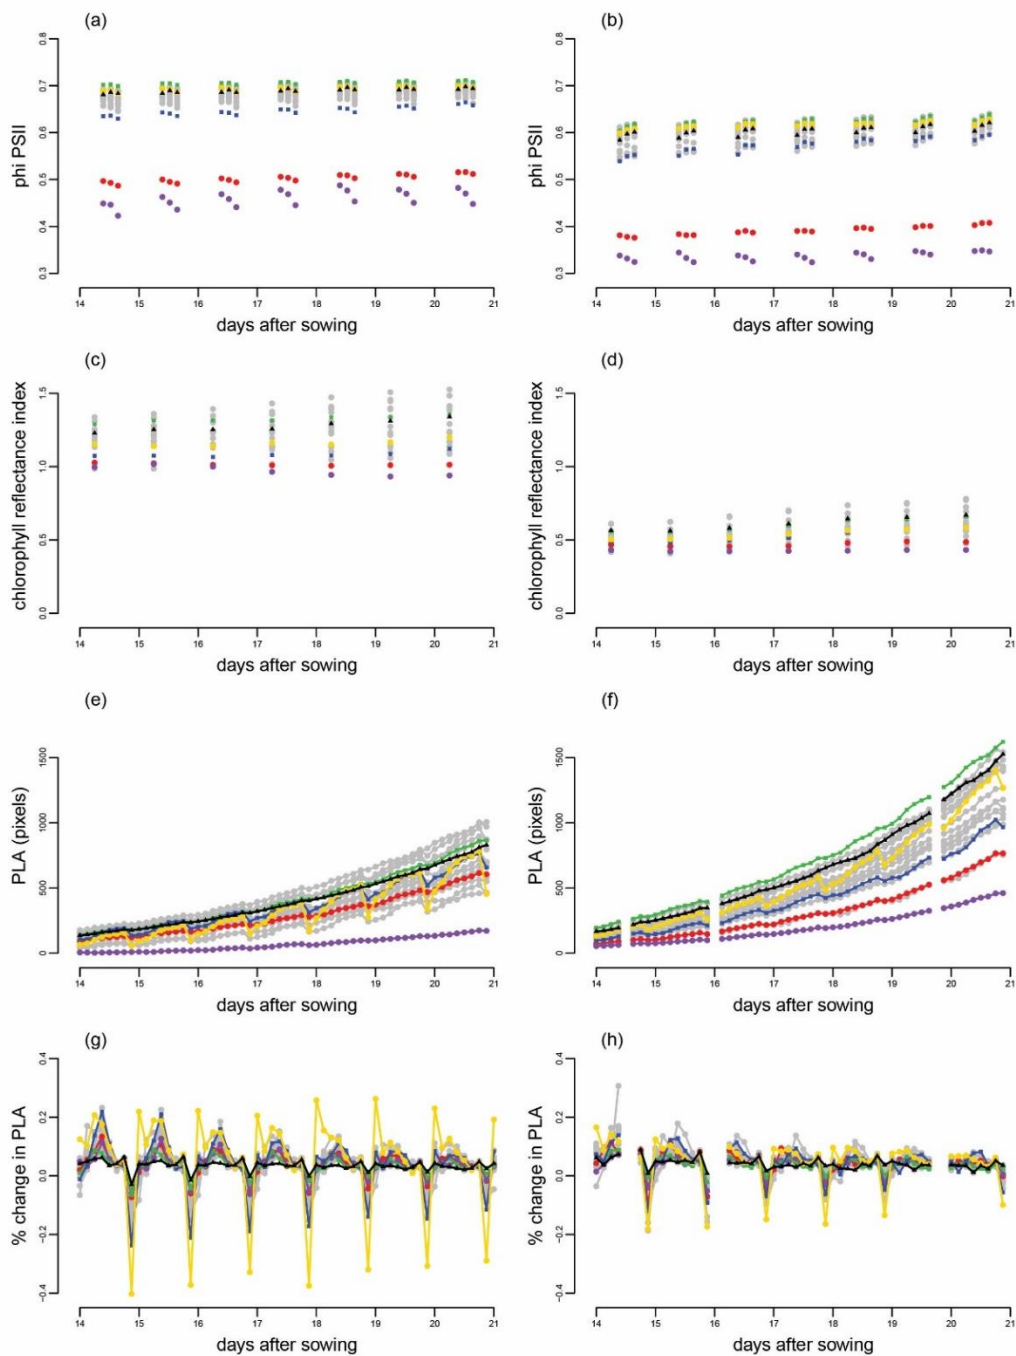 (a)
(b)
phi PSII
0.8
0.7
0.6
0.5
0.4
0.3
14 15 16 17 18 19 20 21
days after sowing
phi PSII
0.8
0.7
0.6
0.5
0.4
0.3
14 15 16 17 18 19 20 21
days after sowing
(c)
(d)
chlorophyll reflectance index
1.5
1.0
0.5
0.0
14 15 16 17 18 19 20 21
days after sowing
chlorophyll reflectance index
1.5
1.0
0.5
0.0
14 15 16 17 18 19 20 21
days after sowing
(e)
(f)
PLA (pixels)
1500
1000
500
0
14 15 16 17 18 19 20 21
days after sowing
PLA (pixels)
1500
1000
500
0
14 15 16 17 18 19 20 21
days after sowing
(g)
(h)
% change in PLA
0.4
0.2
0.0
−0.2
−0.4
14 15 16 17 18 19 20 21
days after sowing
% change in PLA
0.4
0.2
0.0
−0.2
−0.4
14 15 16 17 18 19 20 21
days after sowing